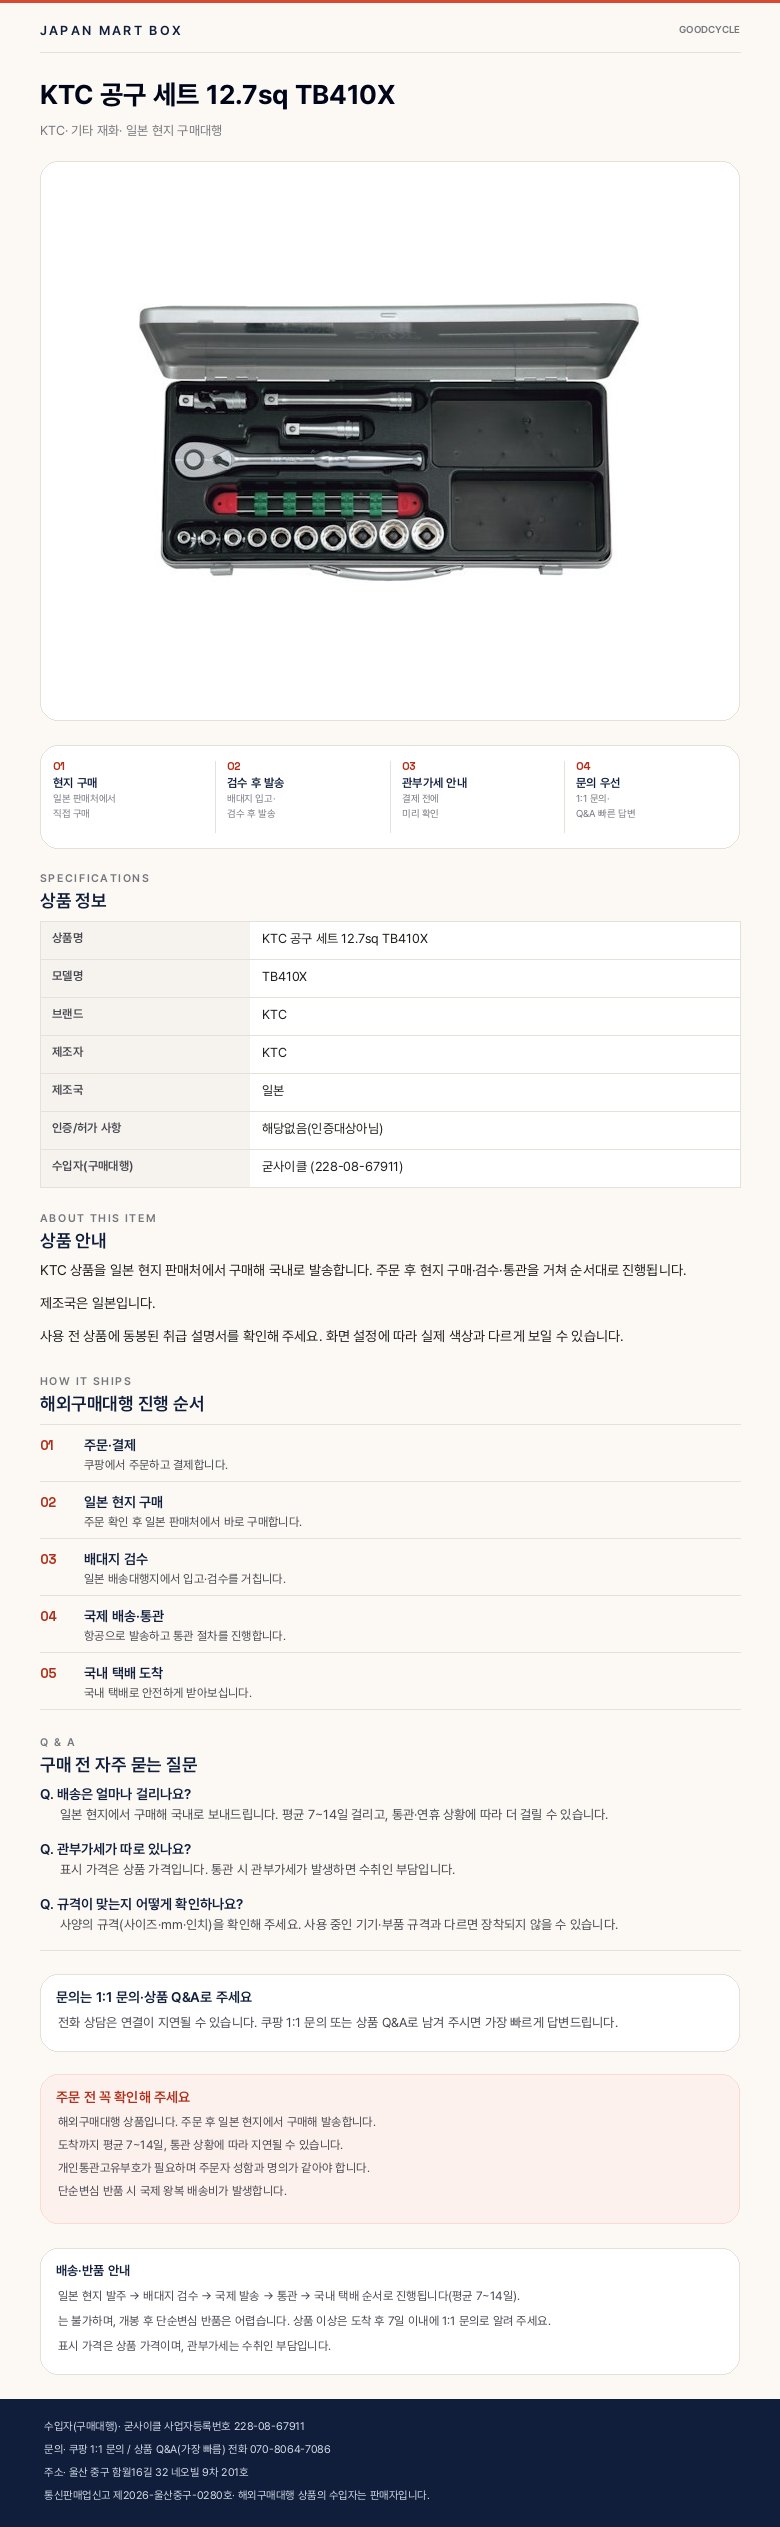 JAPAN MART BOX
GOODCYCLE
KTC 공구 세트 12.7sq TB410X
KTC· 기타 재화· 일본 현지 구매대행
01
현지 구매
일본 판매처에서
직접 구매
02
검수 후 발송
배대지 입고·
검수 후 발송
03
관부가세 안내
결제 전에
미리 확인
04
문의 우선
1:1 문의·
Q&A 빠른 답변
SPECIFICATIONS
상품 정보
상품명 KTC 공구 세트 12.7sq TB410X
모델명 TB410X
브랜드 KTC
제조자 KTC
제조국 일본
인증/허가 사항 해당없음(인증대상아님)
수입자(구매대행) 굳사이클 (228-08-67911)
ABOUT THIS ITEM
상품 안내
KTC 상품을 일본 현지 판매처에서 구매해 국내로 발송합니다. 주문 후 현지 구매·검수·통관을 거쳐 순서대로 진행됩니다.
제조국은 일본입니다.
사용 전 상품에 동봉된 취급 설명서를 확인해 주세요. 화면 설정에 따라 실제 색상과 다르게 보일 수 있습니다.
HOW IT SHIPS
해외구매대행 진행 순서
01 주문·결제
쿠팡에서 주문하고 결제합니다.
02 일본 현지 구매
주문 확인 후 일본 판매처에서 바로 구매합니다.
03 배대지 검수
일본 배송대행지에서 입고·검수를 거칩니다.
04 국제 배송·통관
항공으로 발송하고 통관 절차를 진행합니다.
05 국내 택배 도착
국내 택배로 안전하게 받아보십니다.
Q & A
구매 전 자주 묻는 질문
Q. 배송은 얼마나 걸리나요?
일본 현지에서 구매해 국내로 보내드립니다. 평균 7~14일 걸리고, 통관·연휴 상황에 따라 더 걸릴 수 있습니다.
Q. 관부가세가 따로 있나요?
표시 가격은 상품 가격입니다. 통관 시 관부가세가 발생하면 수취인 부담입니다.
Q. 규격이 맞는지 어떻게 확인하나요?
사양의 규격(사이즈·mm·인치)을 확인해 주세요. 사용 중인 기기·부품 규격과 다르면 장착되지 않을 수 있습니다.
문의는 1:1 문의·상품 Q&A로 주세요
전화 상담은 연결이 지연될 수 있습니다. 쿠팡 1:1 문의 또는 상품 Q&A로 남겨 주시면 가장 빠르게 답변드립니다.
주문 전 꼭 확인해 주세요
해외구매대행 상품입니다. 주문 후 일본 현지에서 구매해 발송합니다.
도착까지 평균 7~14일, 통관 상황에 따라 지연될 수 있습니다.
개인통관고유부호가 필요하며 주문자 성함과 명의가 같아야 합니다.
단순변심 반품 시 국제 왕복 배송비가 발생합니다.
배송·반품 안내
일본 현지 발주 → 배대지 검수 → 국제 발송 → 통관 → 국내 택배 순서로 진행됩니다(평균 7~14일).
는 불가하며, 개봉 후 단순변심 반품은 어렵습니다. 상품 이상은 도착 후 7일 이내에 1:1 문의로 알려 주세요.
표시 가격은 상품 가격이며, 관부가세는 수취인 부담입니다.
수입자(구매대행)· 굳사이클 사업자등록번호 228-08-67911
문의· 쿠팡 1:1 문의 / 상품 Q&A(가장 빠름) 전화 070-8064-7086
주소· 울산 중구 함월16길 32 네오빌 9차 201호
통신판매업신고 제2026-울산중구-0280호· 해외구매대행 상품의 수입자는 판매자입니다.